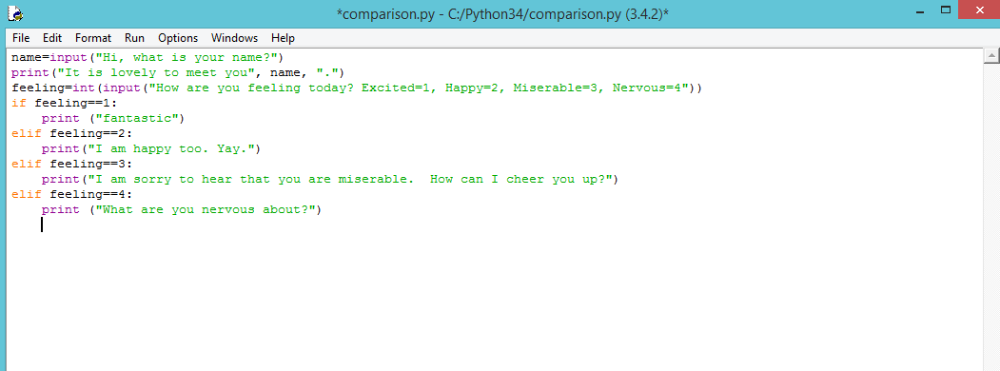 *comparison.py - C:/Python34/comparison.py (3.4.2)*
File Edit Format Run Options Windows Help
name=input("Hi, what is your name?")
print("It is lovely to meet you", name, ".")
feeling=int(input("How are you feeling today? Excited=1, Happy=2, Miserable=3, Nervous=4"))
if feeling==1:
    print ("fantastic")
elif feeling==2:
    print("I am happy too. Yay.")
elif feeling==3:
    print("I am sorry to hear that you are miserable.  How can I cheer you up?")
elif feeling==4:
    print ("What are you nervous about?")